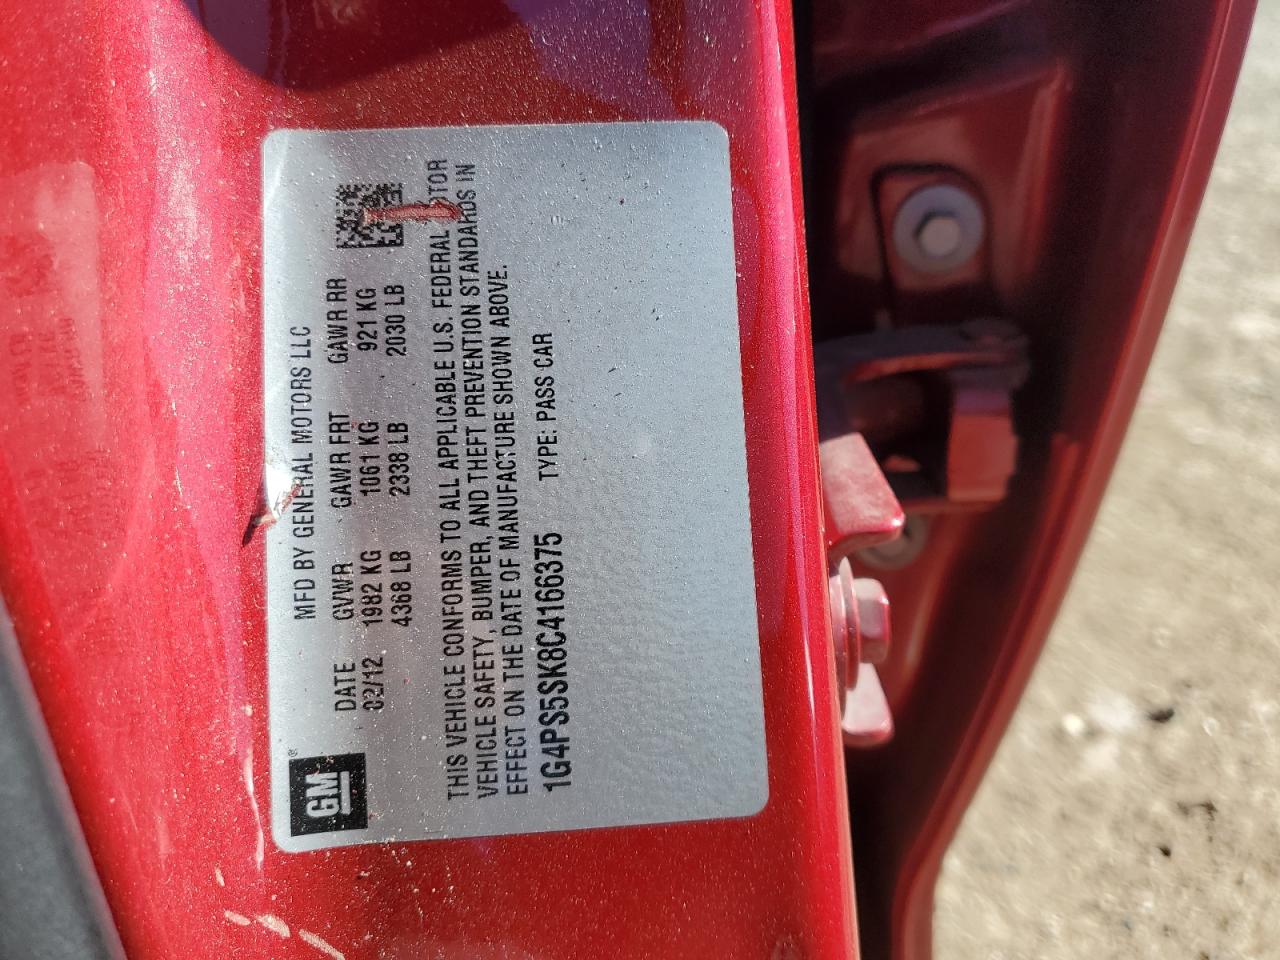 GM®
MFD BY GENERAL MOTORS LLC
DATE GVWR GAWR FRT GAWR RR
02/12 1982 KG 1061 KG 921 KG
4368 LB 2338 LB 2030 LB
THIS VEHICLE CONFORMS TO ALL APPLICABLE U.S. FEDERAL MOTOR
VEHICLE SAFETY, BUMPER, AND THEFT PREVENTION STANDARDS IN
EFFECT ON THE DATE OF MANUFACTURE SHOWN ABOVE.
1G4PS5SK8C4166375 TYPE: PASS CAR